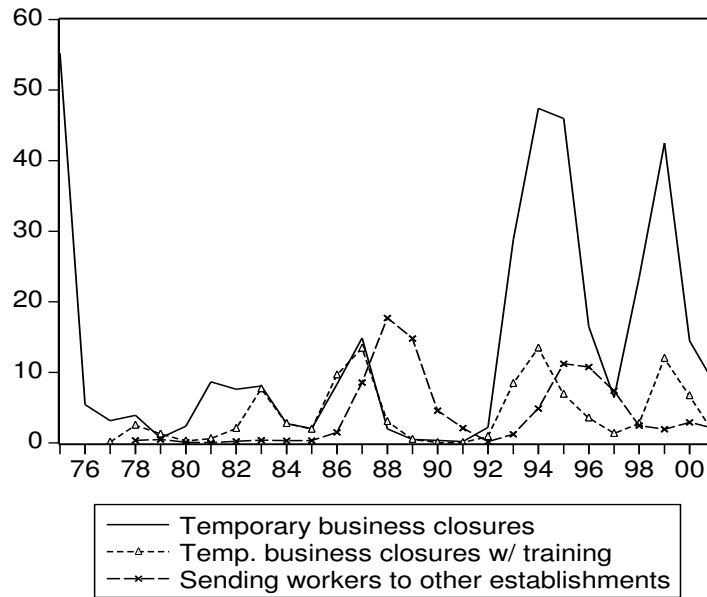 60
50
40
30
20
10
0
76 78 80 82 84 86 88 90 92 94 96 98 00
Temporary business closures
Temp. business closures w/ training
Sending workers to other establishments